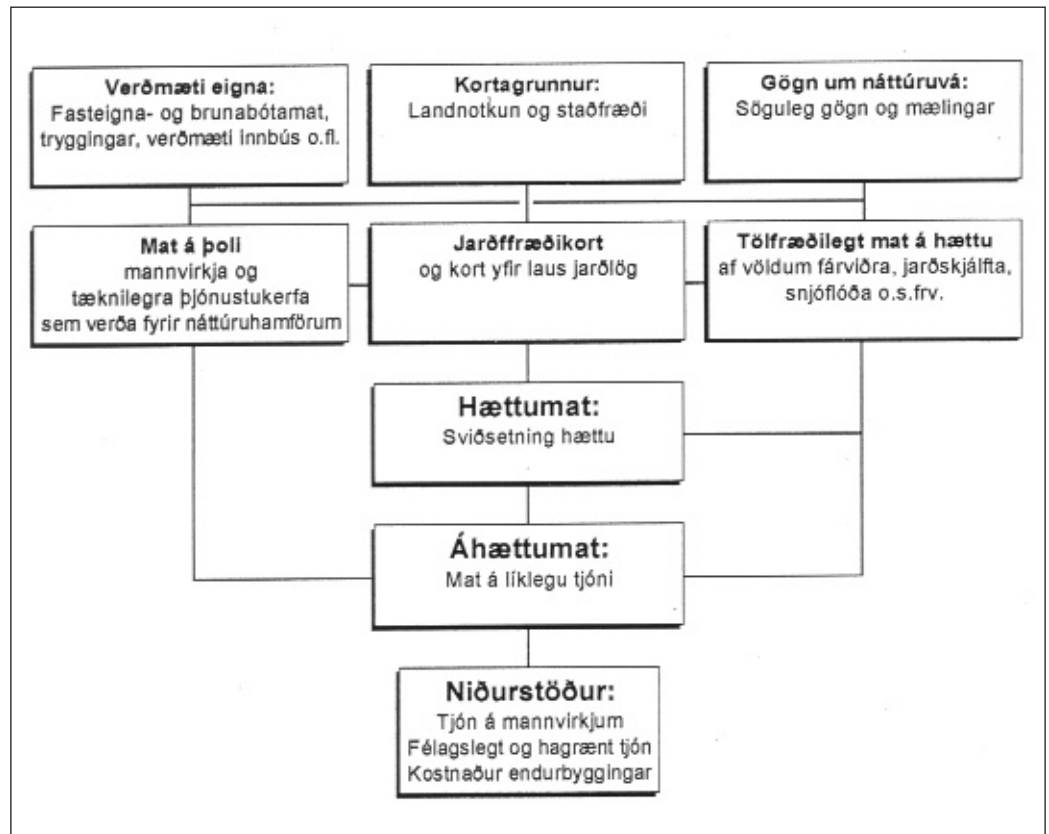 Verðmæti eigna:
Fasteigna- og brunabótamat,
tryggingar, verðmæti innbús o.fl.
Kortagrunnur:
Landnotkun og staðfræði
Gögn um náttúruvá:
Söguleg gögn og mælingar
Mat á þoli
mannvirkja og
tæknilegra þjónustukerfa
sem verða fyrir náttúruhamförum
Jarðffræðikort
og kort yfir laus jarðlög
Tölfræðilegt mat á hættu
af völdum fárviðra, jarðskjálfta,
snjóflóða o.s.frv.
Hættumat:
Sviðsetning hættu
Áhættumat:
Mat á líklegu tjóni
Niðurstöður:
Tjón á mannvirkjum
Félagslegt og hagrænt tjón
Kostnaður endurbyggingar